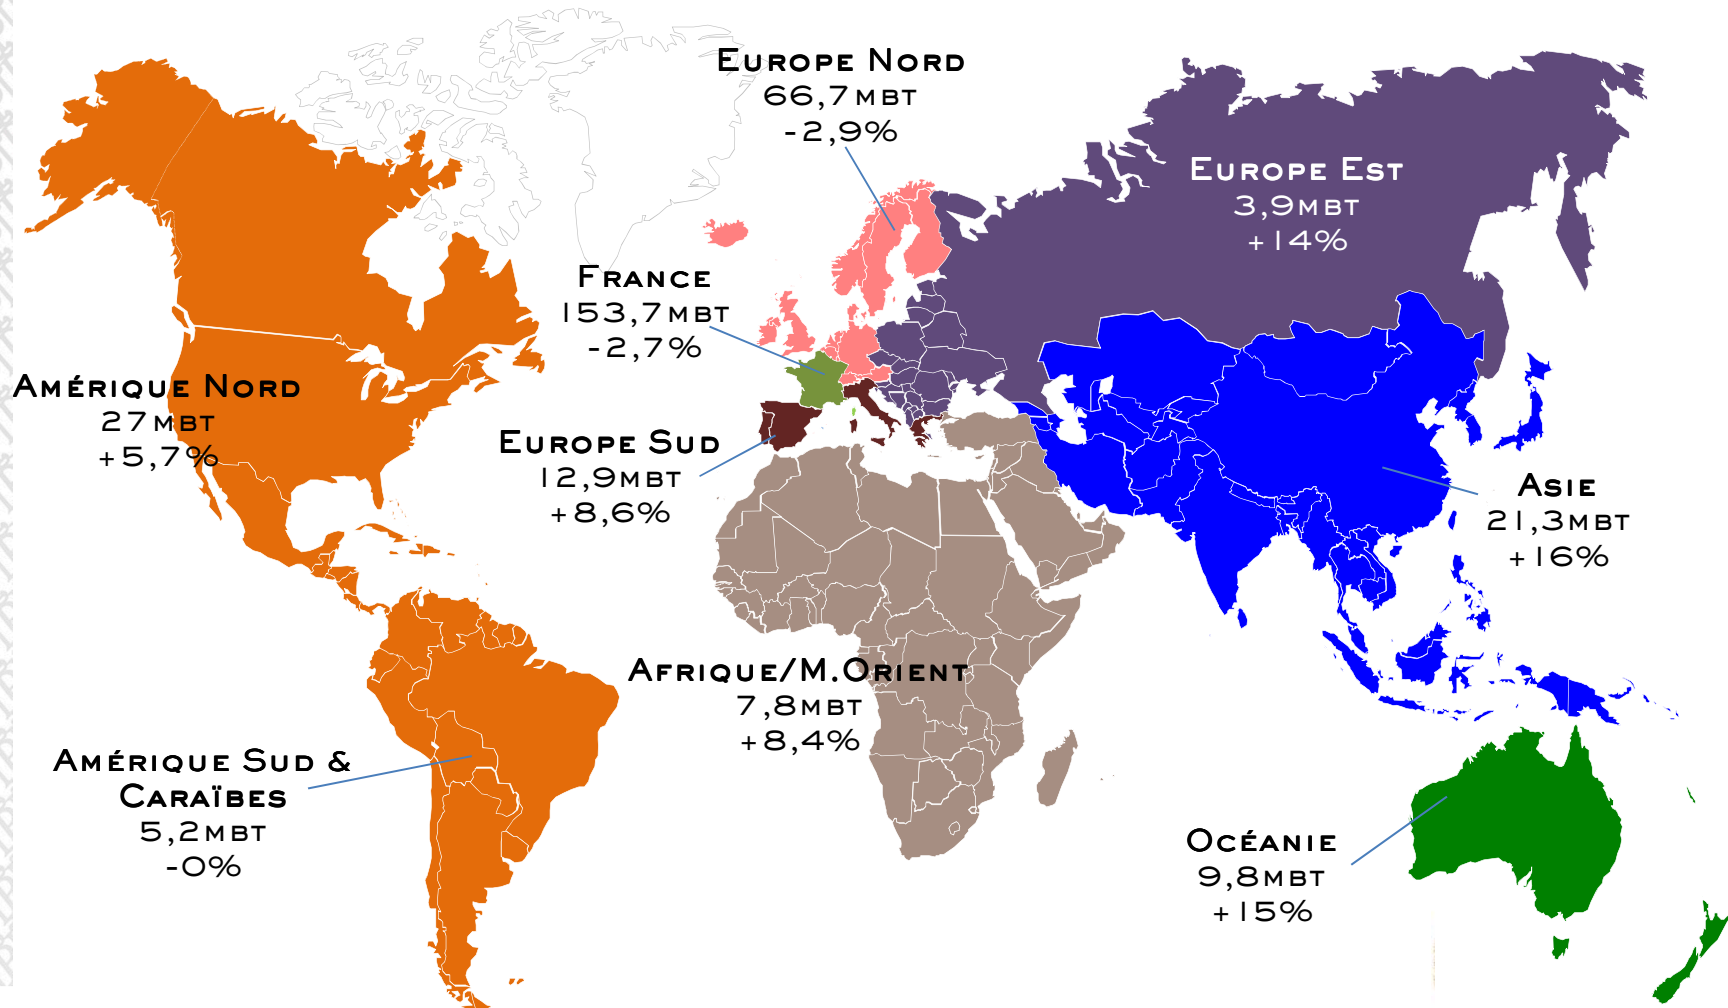 Europe Nord
66,7mbt
-2,9%
Europe Est
3,9mbt
+14%
France
153,7mbt
-2,7%
Amérique Nord
27mbt
+5,7%
Europe Sud
12,9mbt
+8,6%
Asie
21,3mbt
+16%
Afrique/M.Orient
7,8mbt
+8,4%
Amérique Sud &
Caraïbes
5,2mbt
-0%
Océanie
9,8mbt
+15%